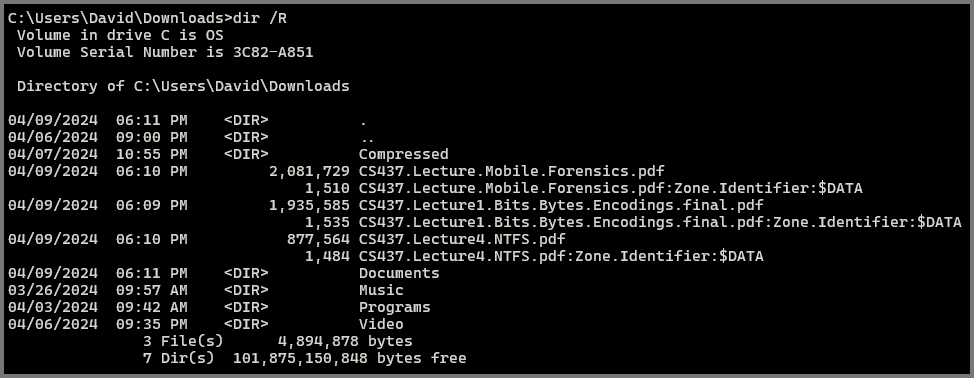 C:\Users\David\Downloads>dir /R
 Volume in drive C is OS
 Volume Serial Number is 3C82-A851

 Directory of C:\Users\David\Downloads

04/09/2024  06:11 PM    <DIR>          .
04/06/2024  09:00 PM    <DIR>          ..
04/07/2024  10:55 PM    <DIR>          Compressed
04/09/2024  06:10 PM         2,081,729 CS437.Lecture.Mobile.Forensics.pdf
                                 1,510 CS437.Lecture.Mobile.Forensics.pdf:Zone.Identifier:$DATA
04/09/2024  06:09 PM         1,935,585 CS437.Lecture1.Bits.Bytes.Encodings.final.pdf
                                 1,535 CS437.Lecture1.Bits.Bytes.Encodings.final.pdf:Zone.Identifier:$DATA
04/09/2024  06:10 PM           877,564 CS437.Lecture4.NTFS.pdf
                                 1,484 CS437.Lecture4.NTFS.pdf:Zone.Identifier:$DATA
04/09/2024  06:11 PM    <DIR>          Documents
03/26/2024  09:57 AM    <DIR>          Music
04/03/2024  09:42 AM    <DIR>          Programs
04/06/2024  09:35 PM    <DIR>          Video
               3 File(s)      4,894,878 bytes
               7 Dir(s)  101,875,150,848 bytes free